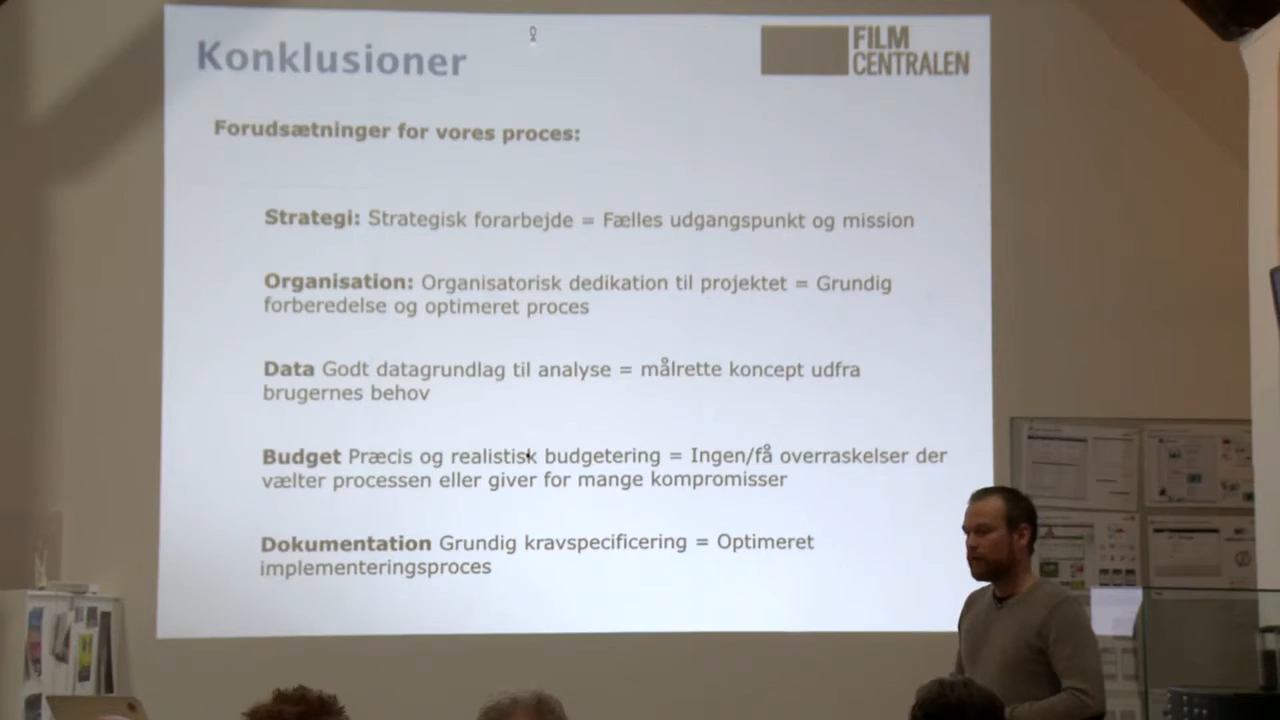 Konklusioner
FILM
CENTRALEN
Forudsætninger for vores proces:
Strategi: Strategisk forarbejde = Fælles udgangspunkt og mission
Organisation: Organisatorisk dedikation til projektet = Grundig
forberedelse og optimeret proces
Data Godt datagrundlag til analyse = målrette koncept udfra
brugernes behov
Budget Præcis og realistisk budgetering = Ingen/få overraskelser der
vælter processen eller giver for mange kompromisser
Dokumentation Grundig kravspecificering = Optimeret
implementeringsproces